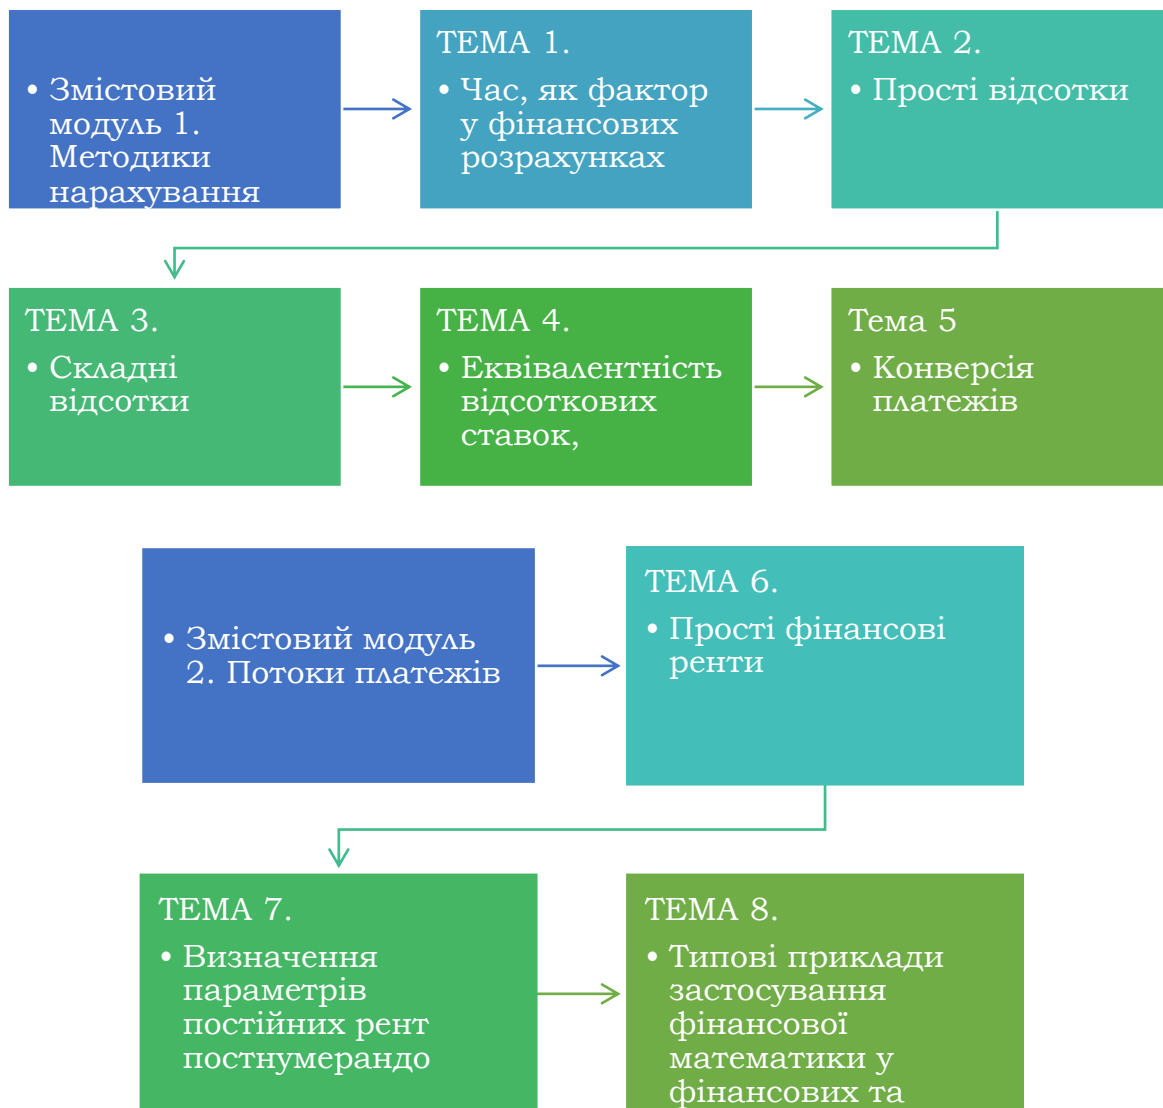 • Змістовий
модуль 1.
Методики
нарахування
ТЕМА 1.
• Час, як фактор
у фінансових
розрахунках
ТЕМА 2.
• Прості відсотки
ТЕМА 3.
• Складні
відсотки
ТЕМА 4.
• Еквівалентність
відсоткових
ставок,
Тема 5
• Конверсія
платежів
• Змістовий модуль
2. Потоки платежів
ТЕМА 6.
• Прості фінансові
ренти
ТЕМА 7.
• Визначення
параметрів
постійних рент
постнумерандо
ТЕМА 8.
• Типові приклади
застосування
фінансової
математики у
фінансових та